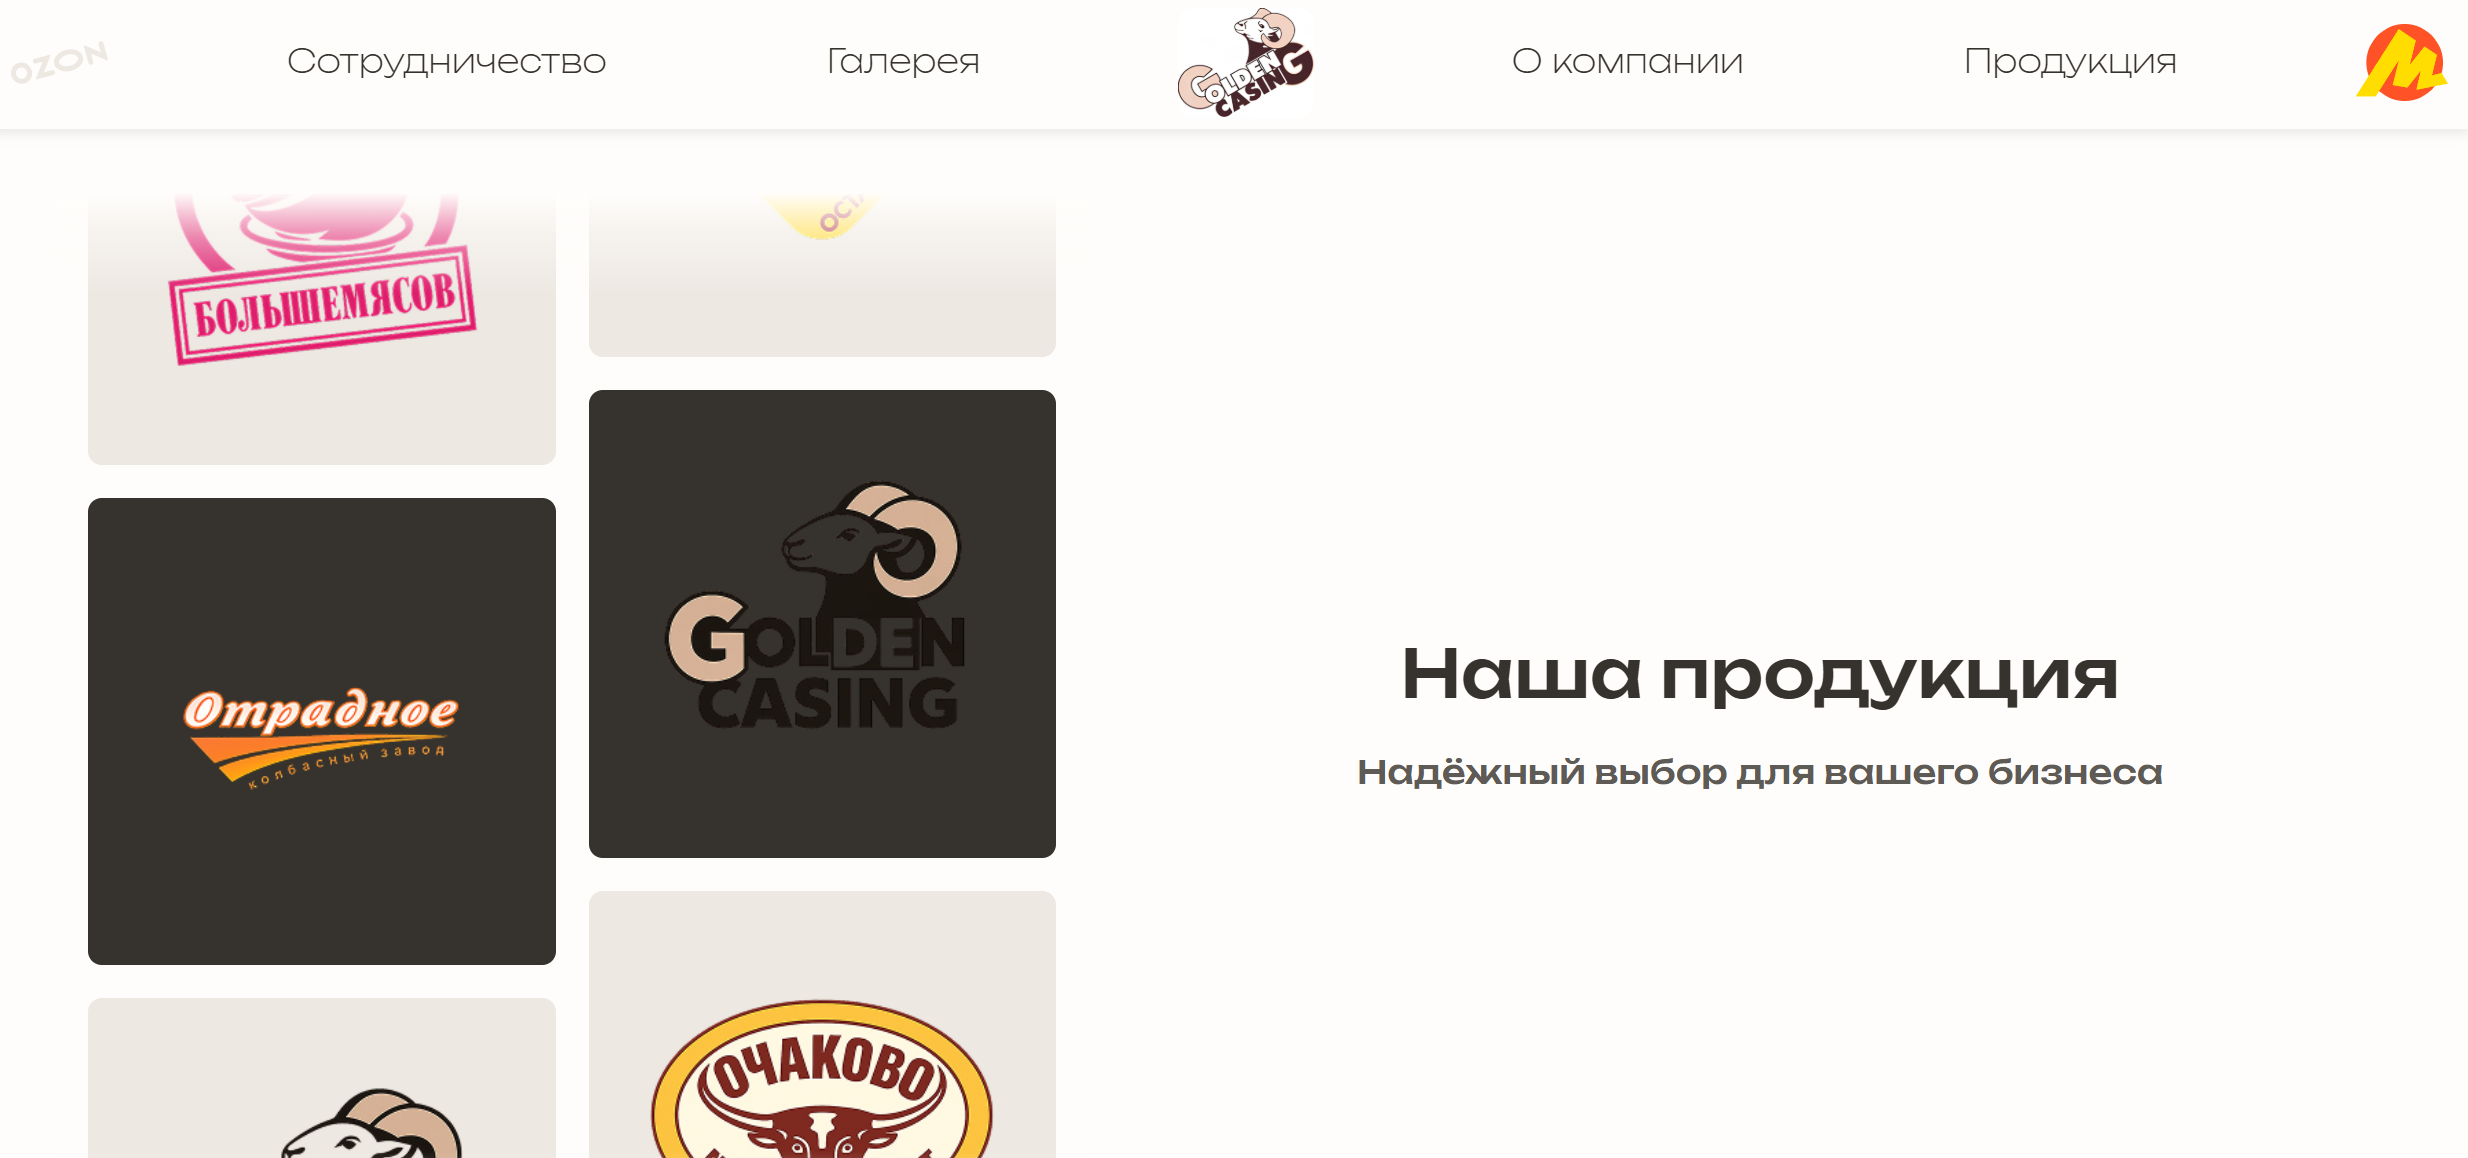 OZON
Сотрудничество
Галерея
GOLDEN
CASING
О компании
Продукция
БОЛЬШЕМЯСОВ
GOLDEN
CASING
Отрадное
колбасный завод
Наша продукция
Надёжный выбор для вашего бизнеса
ОЧАКОВО